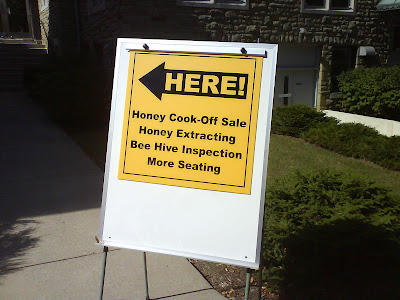 HERE!
Honey Cook-Off Sale
Honey Extracting
Bee Hive Inspection
More Seating